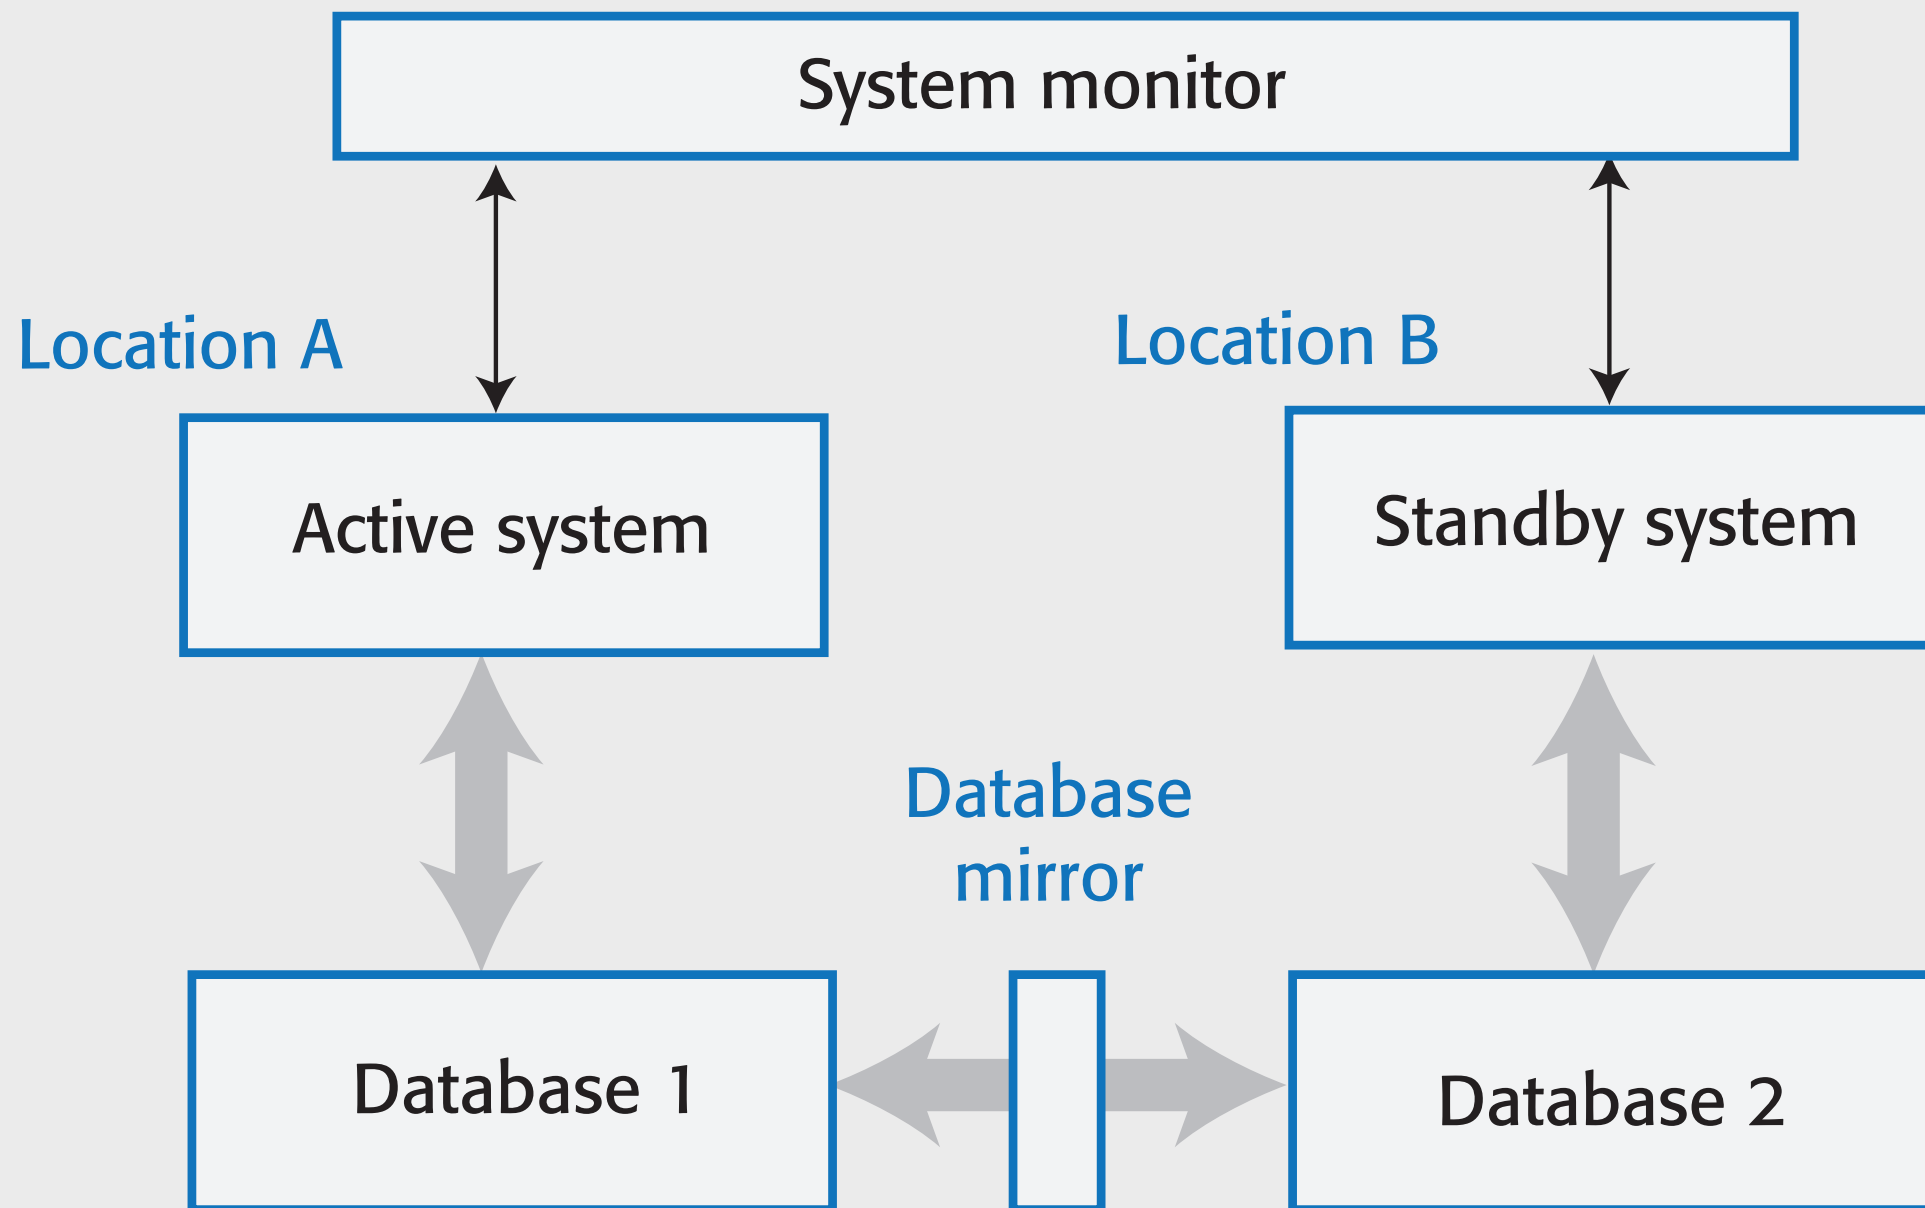 System monitor
Location A
Location B
Active system
Standby system
Database
mirror
Database 1
Database 2